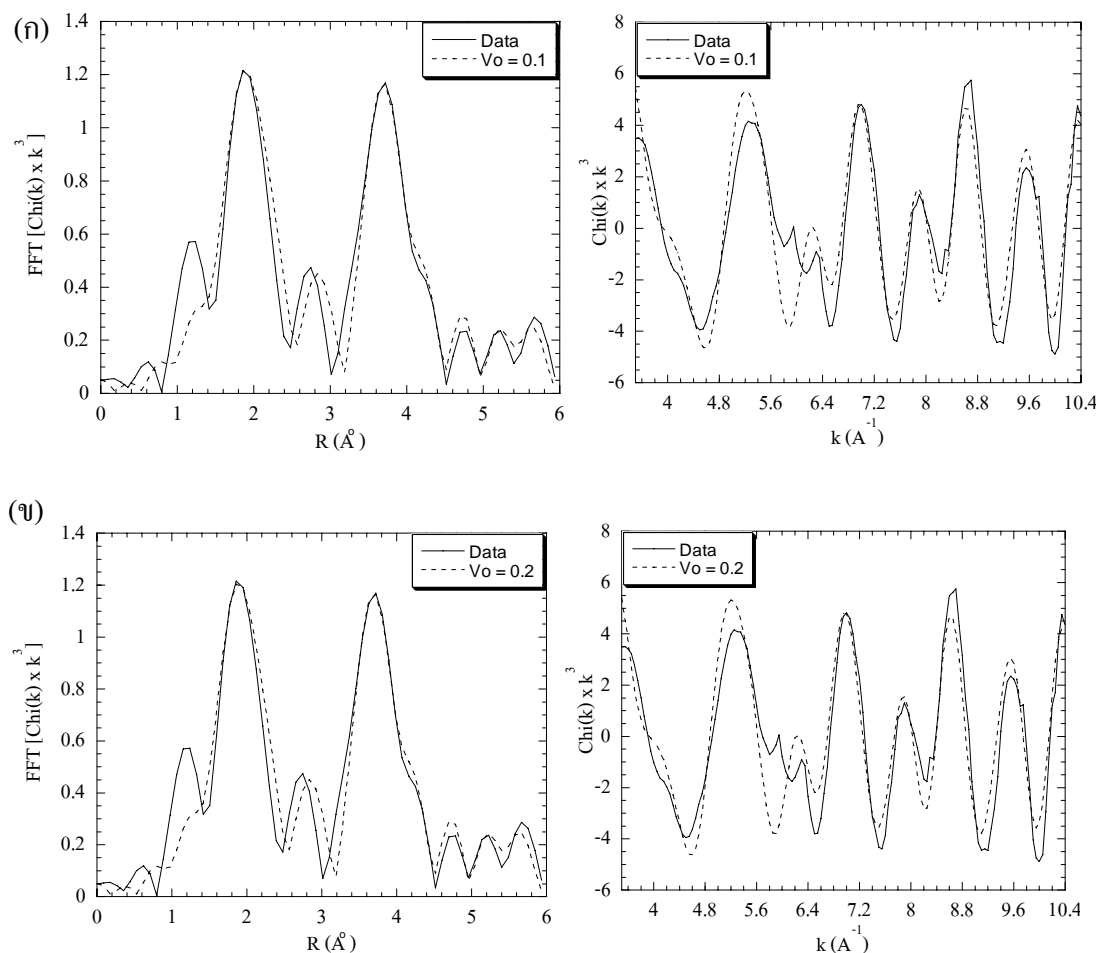 (ก)
Data
Vo = 0.1
FFT [Chi(k) x k³]
1.4
1.2
1
0.8
0.6
0.4
0.2
0
0 1 2 3 4 5 6
R (Å)
Data
Vo = 0.1
Chi(k) x k³
8
6
4
2
0
-2
-4
-6
4 4.8 5.6 6.4 7.2 8 8.8 9.6 10.4
k (A⁻¹)
(ข)
Data
Vo = 0.2
FFT [Chi(k) x k³]
1.4
1.2
1
0.8
0.6
0.4
0.2
0
0 1 2 3 4 5 6
R (Å)
Data
Vo = 0.2
Chi(k) x k³
8
6
4
2
0
-2
-4
-6
4 4.8 5.6 6.4 7.2 8 8.8 9.6 10.4
k (A⁻¹)